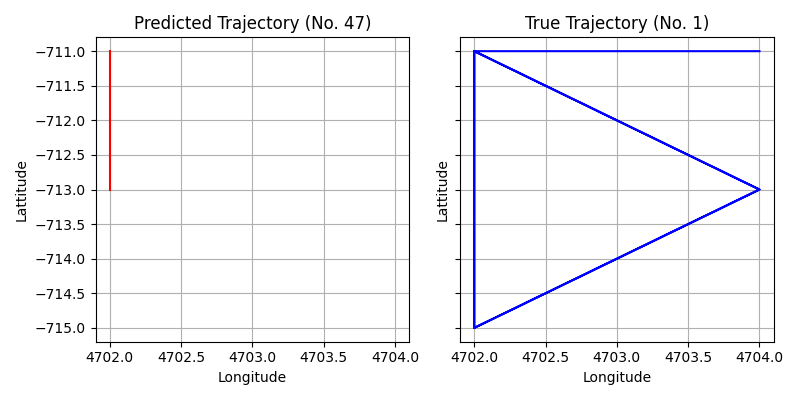 Predicted Trajectory (No. 47)
−711.0
−711.5
−712.0
−712.5
−713.0
−713.5
−714.0
−714.5
−715.0
Lattitude
4702.0 4702.5 4703.0 4703.5 4704.0
Longitude
True Trajectory (No. 1)
Lattitude
4702.0 4702.5 4703.0 4703.5 4704.0
Longitude